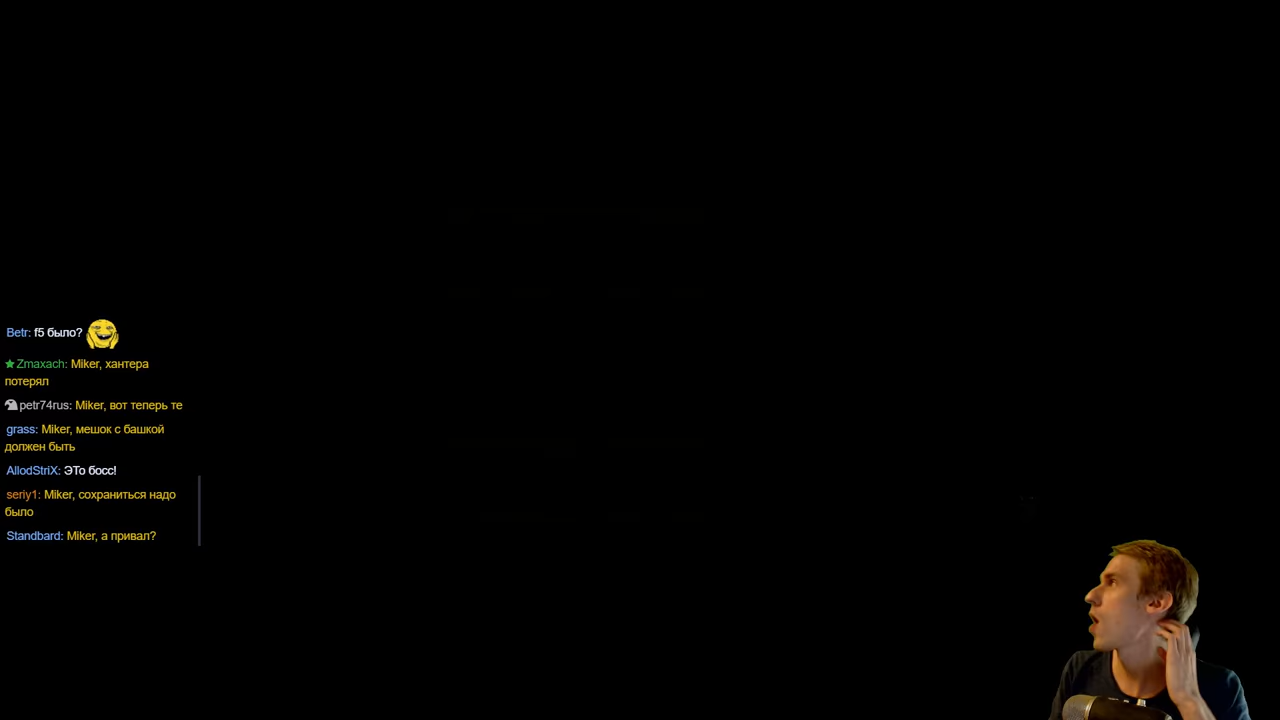 Betr: f5 было?
Zmaxach: Miker, хантера
потерял
petr74rus: Miker, вот теперь те
grass: Miker, мешок с башкой
должен быть
AllodStriX: ЭТо босс!
seriy1: Miker, сохраниться надо
было
Standbard: Miker, а привал?